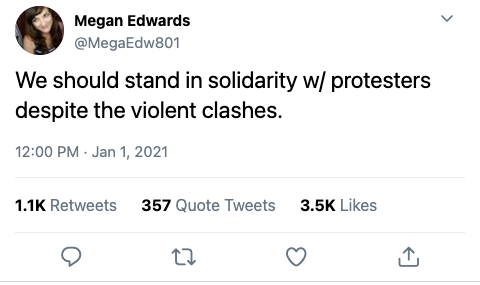 Megan Edwards
@MegaEdw801
We should stand in solidarity w/ protesters
despite the violent clashes.
12:00 PM · Jan 1, 2021
1.1K Retweets 357 Quote Tweets 3.5K Likes